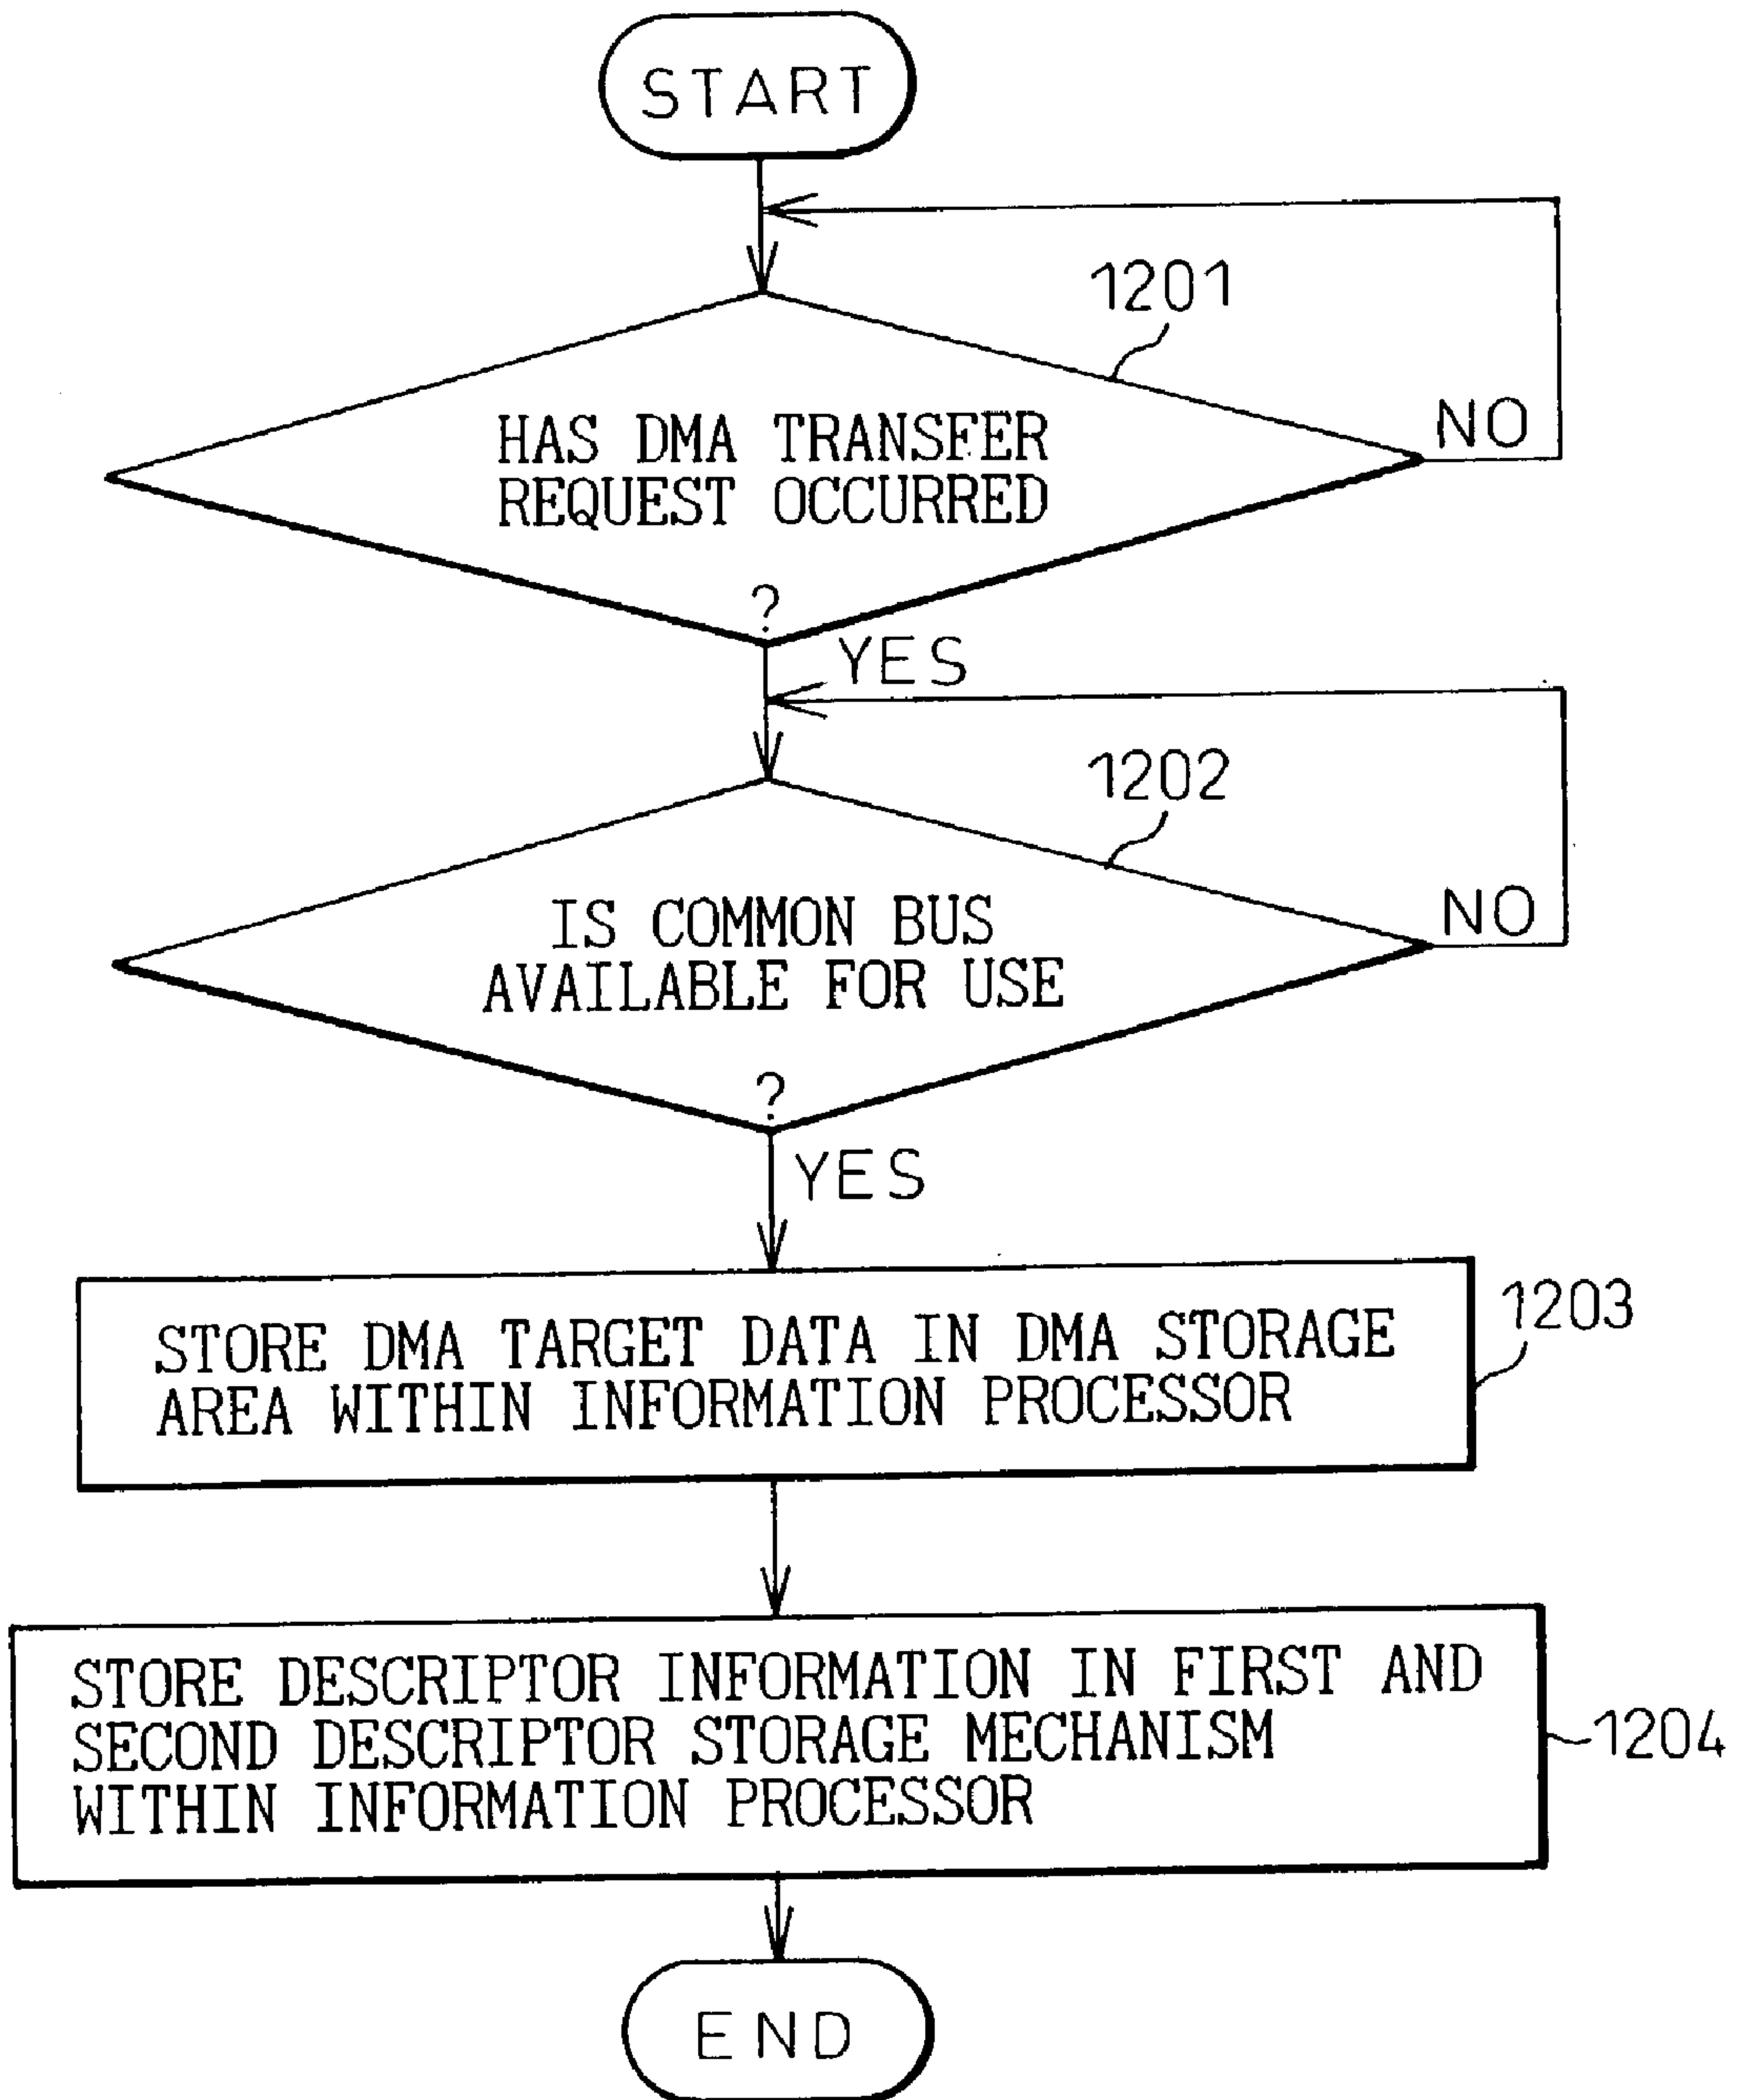 START
1201
HAS DMA TRANSFER
REQUEST OCCURRED
?
NO
YES
1202
IS COMMON BUS
AVAILABLE FOR USE
?
NO
YES
1203
STORE DMA TARGET DATA IN DMA STORAGE
AREA WITHIN INFORMATION PROCESSOR
STORE DESCRIPTOR INFORMATION IN FIRST AND
SECOND DESCRIPTOR STORAGE MECHANISM
WITHIN INFORMATION PROCESSOR
1204
END